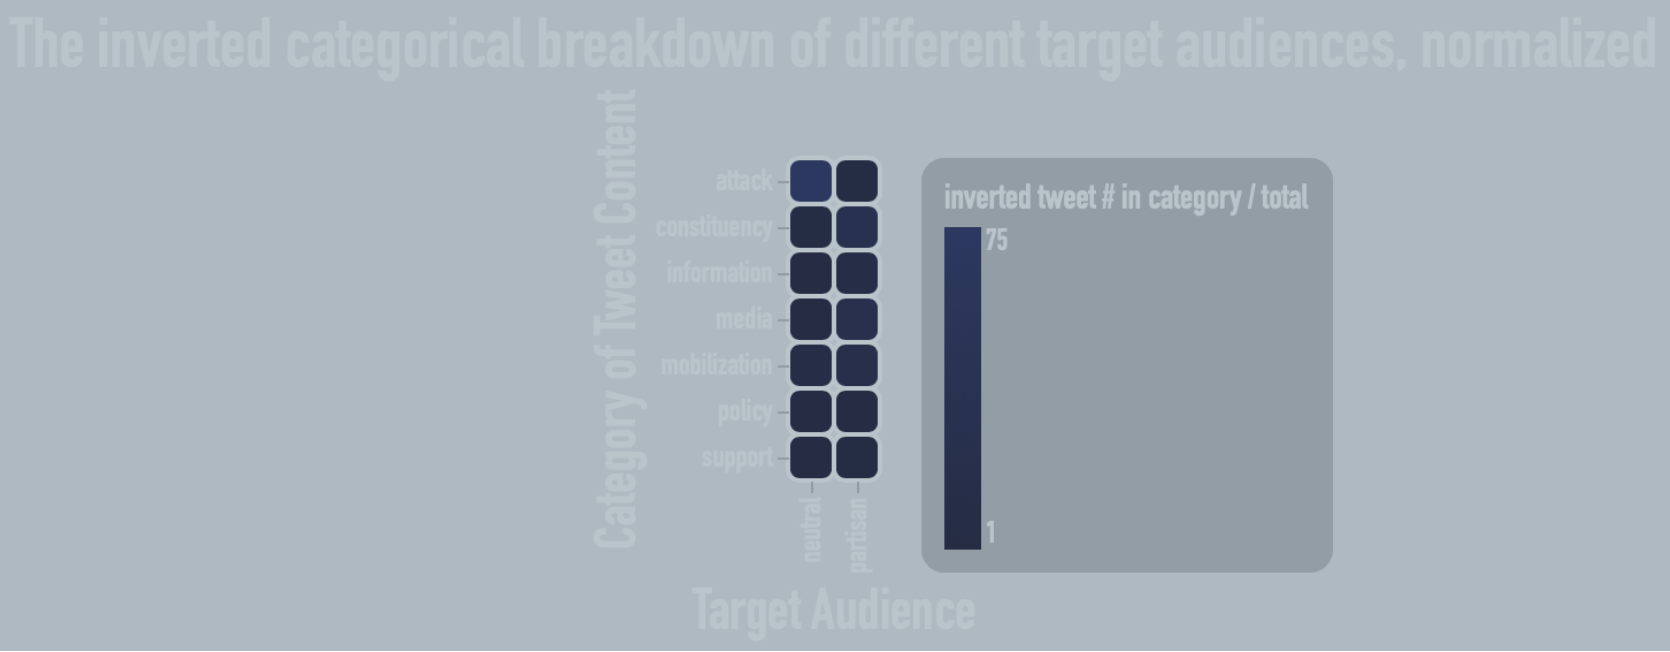 The inverted categorical breakdown of different target audiences, normalized
Category of Tweet Content
attack
constituency
information
media
mobilization
policy
support
neutral
partisan
Target Audience
inverted tweet # in category / total
75
1